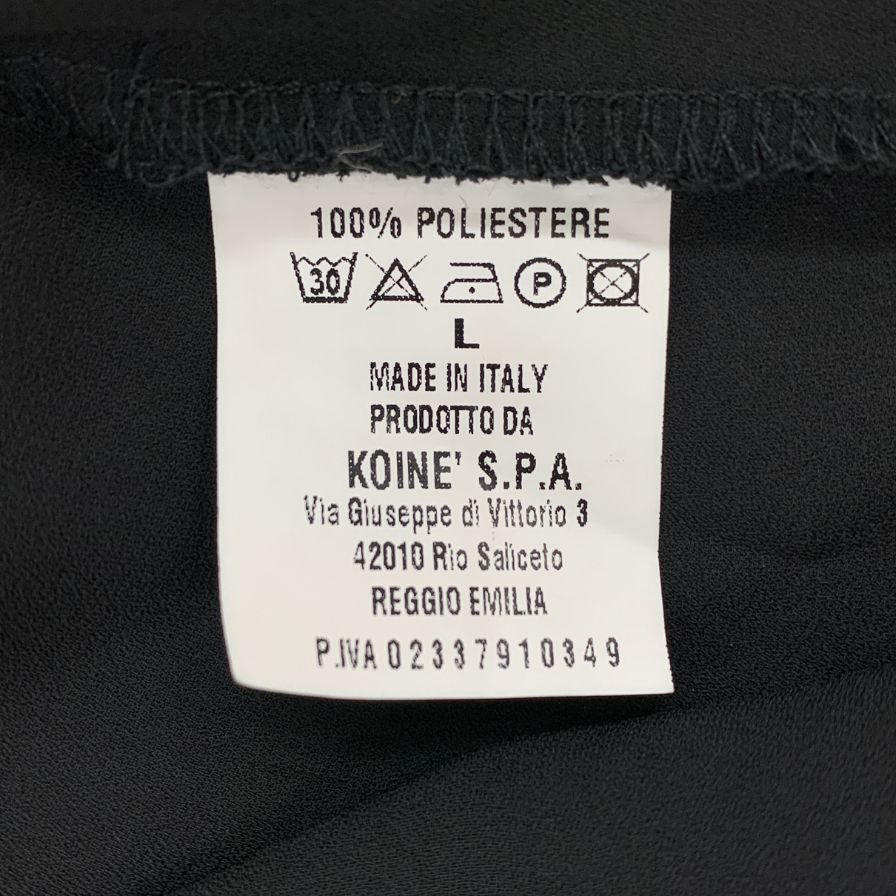 100% POLIESTERE
30 P
L
MADE IN ITALY
PRODOTTO DA
KOINE' S.P.A.
Via Giuseppe di Vittorio 3
42010 Rio Saliceto
REGGIO EMILIA
P.IVA 02337910349